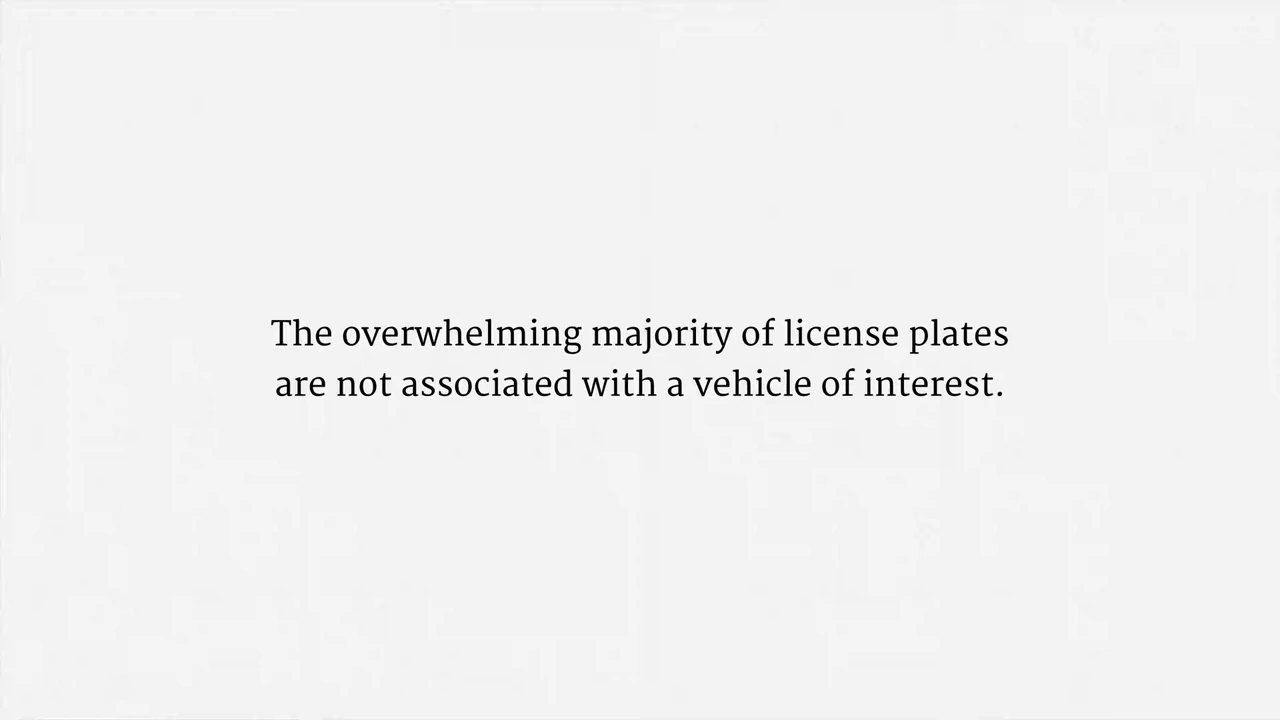 The overwhelming majority of license plates
are not associated with a vehicle of interest.